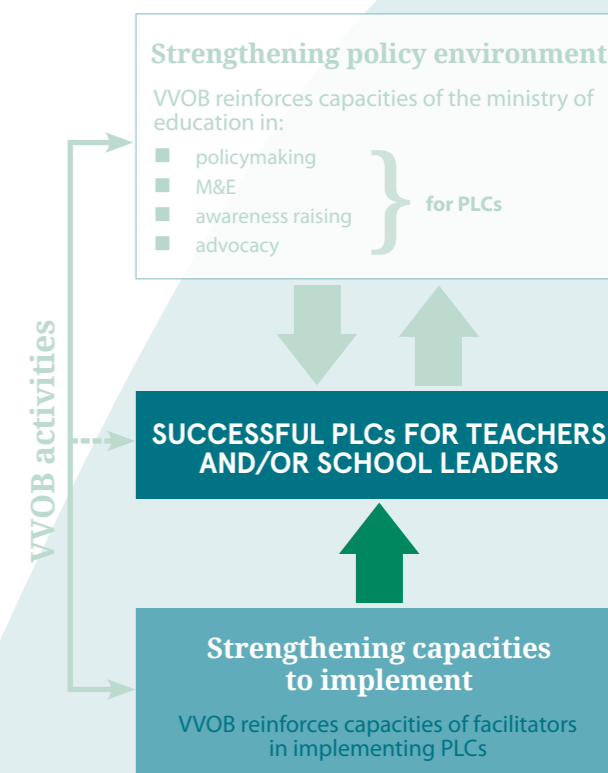 Strengthening policy environment
VVOB reinforces capacities of the ministry of
education in:
policymaking
M&E
awareness raising
advocacy
} for PLCs
VVOB activities
SUCCESSFUL PLCs FOR TEACHERS
AND/OR SCHOOL LEADERS
Strengthening capacities
to implement
VVOB reinforces capacities of facilitators
in implementing PLCs